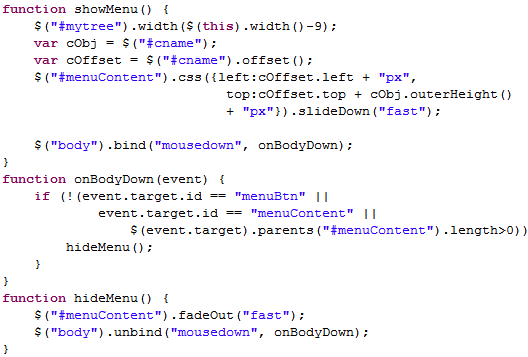 function showMenu() {
    $("#mytree").width($(this).width()-9);
    var cObj = $("#cname");
    var cOffset = $("#cname").offset();
    $("#menuContent").css({left:cOffset.left + "px",
                            top:cOffset.top + cObj.outerHeight()
                            + "px"}).slideDown("fast");

    $("body").bind("mousedown", onBodyDown);
}
function onBodyDown(event) {
    if (!(event.target.id == "menuBtn" ||
            event.target.id == "menuContent" ||
                $(event.target).parents("#menuContent").length>0))
        hideMenu();
    }
}
function hideMenu() {
    $("#menuContent").fadeOut("fast");
    $("body").unbind("mousedown", onBodyDown);
}